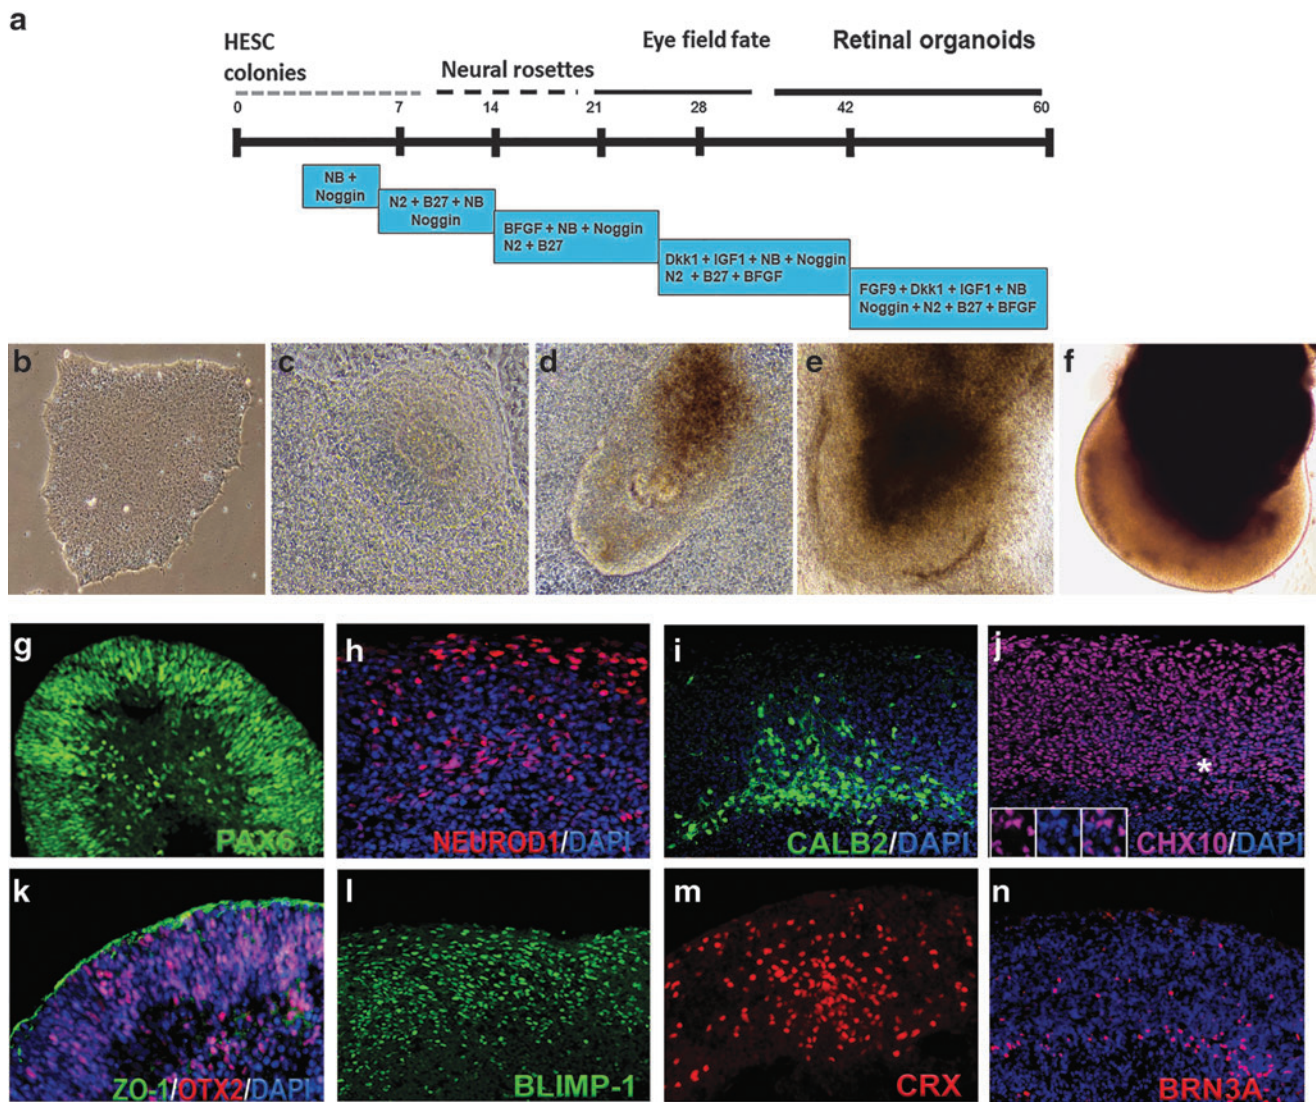 a
HESC
colonies
Neural rosettes
Eye field fate
Retinal organoids
0 7 14 21 28 42 60
NB +
Noggin
N2 + B27 + NB
Noggin
BFGF + NB + Noggin
N2 + B27
Dkk1 + IGF1 + NB + Noggin
N2 + B27 + BFGF
FGF9 + Dkk1 + IGF1 + NB
Noggin + N2 + B27 + BFGF
b c d e f
g h i j
PAX6 NEUROD1/DAPI CALB2/DAPI CHX10/DAPI
*
k l m n
ZO-1/OTX2/DAPI BLIMP-1 CRX BRN3A